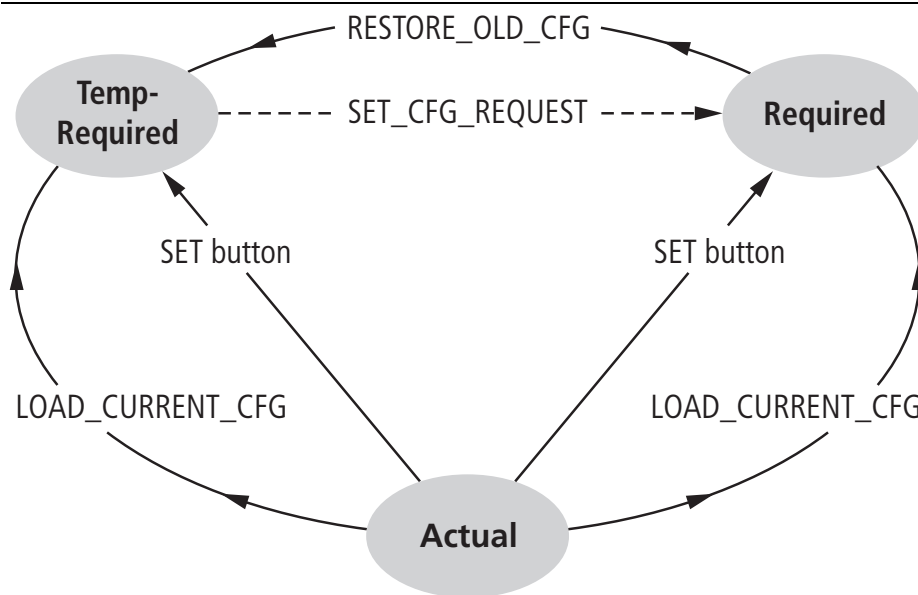 RESTORE_OLD_CFG
Temp-
Required
SET_CFG_REQUEST
Required
SET button
SET button
LOAD_CURRENT_CFG
LOAD_CURRENT_CFG
Actual